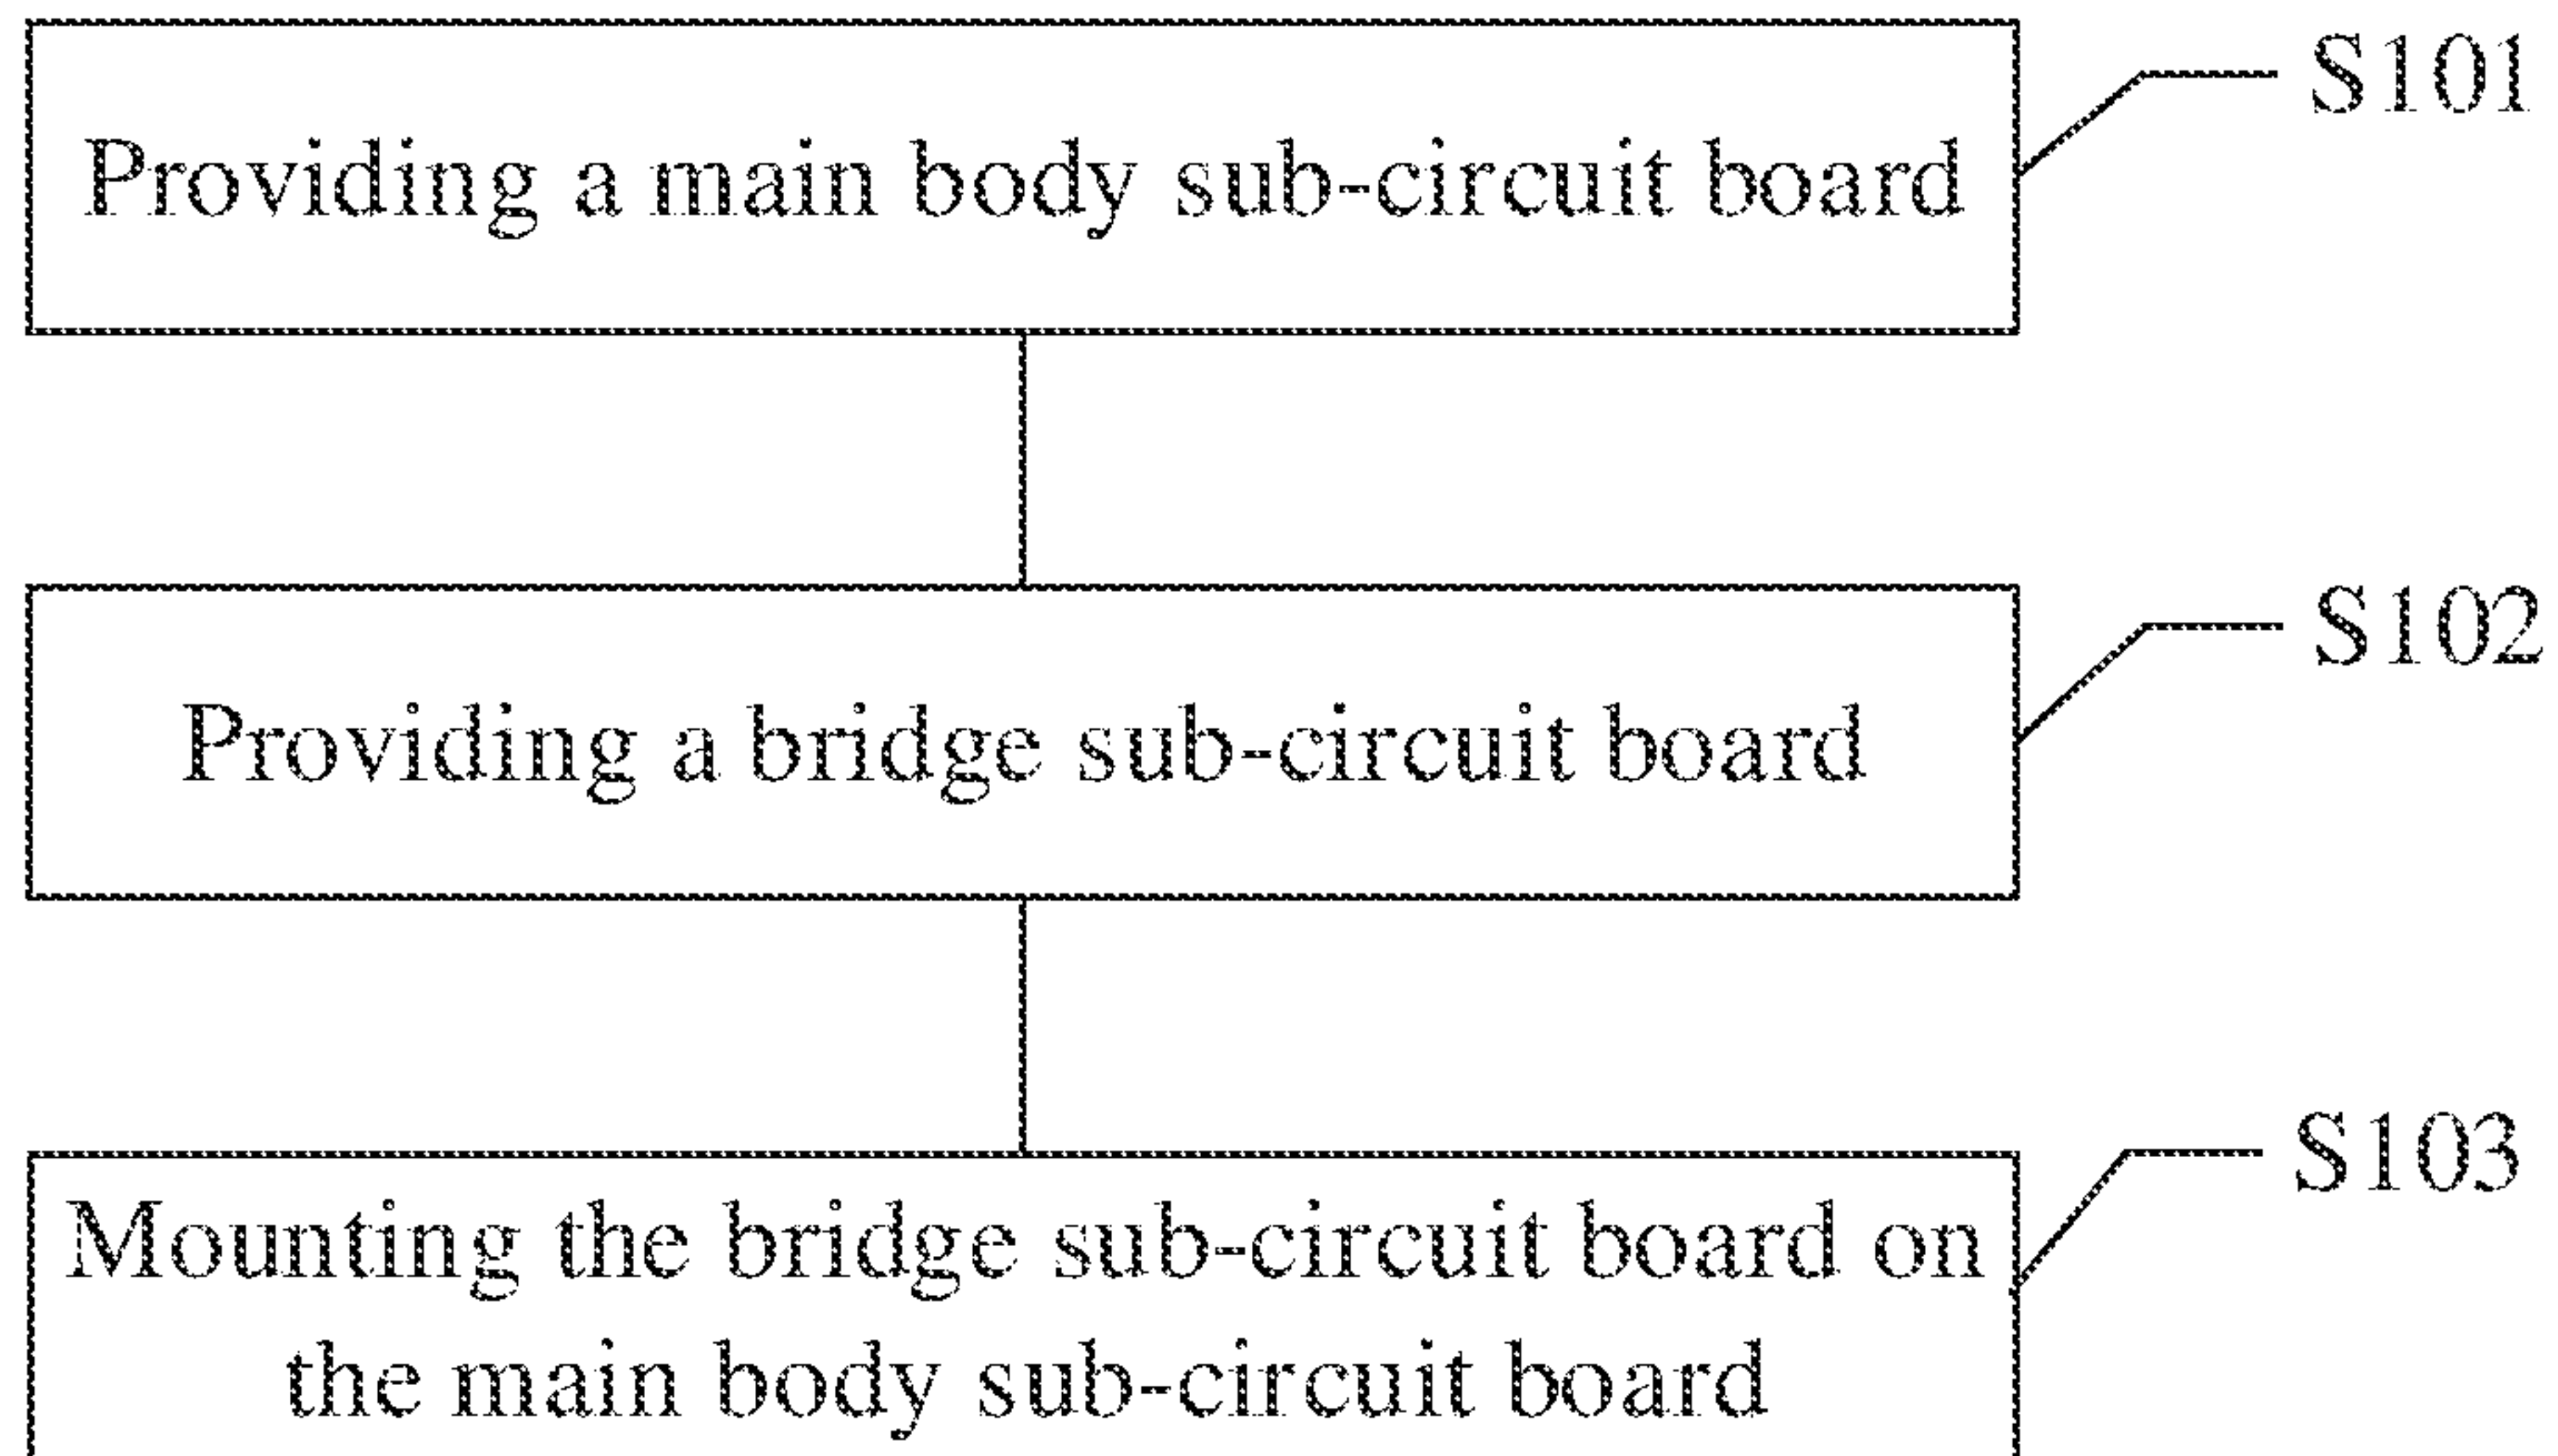 S101
Providing a main body sub-circuit board
S102
Providing a bridge sub-circuit board
S103
Mounting the bridge sub-circuit board on
the main body sub-circuit board